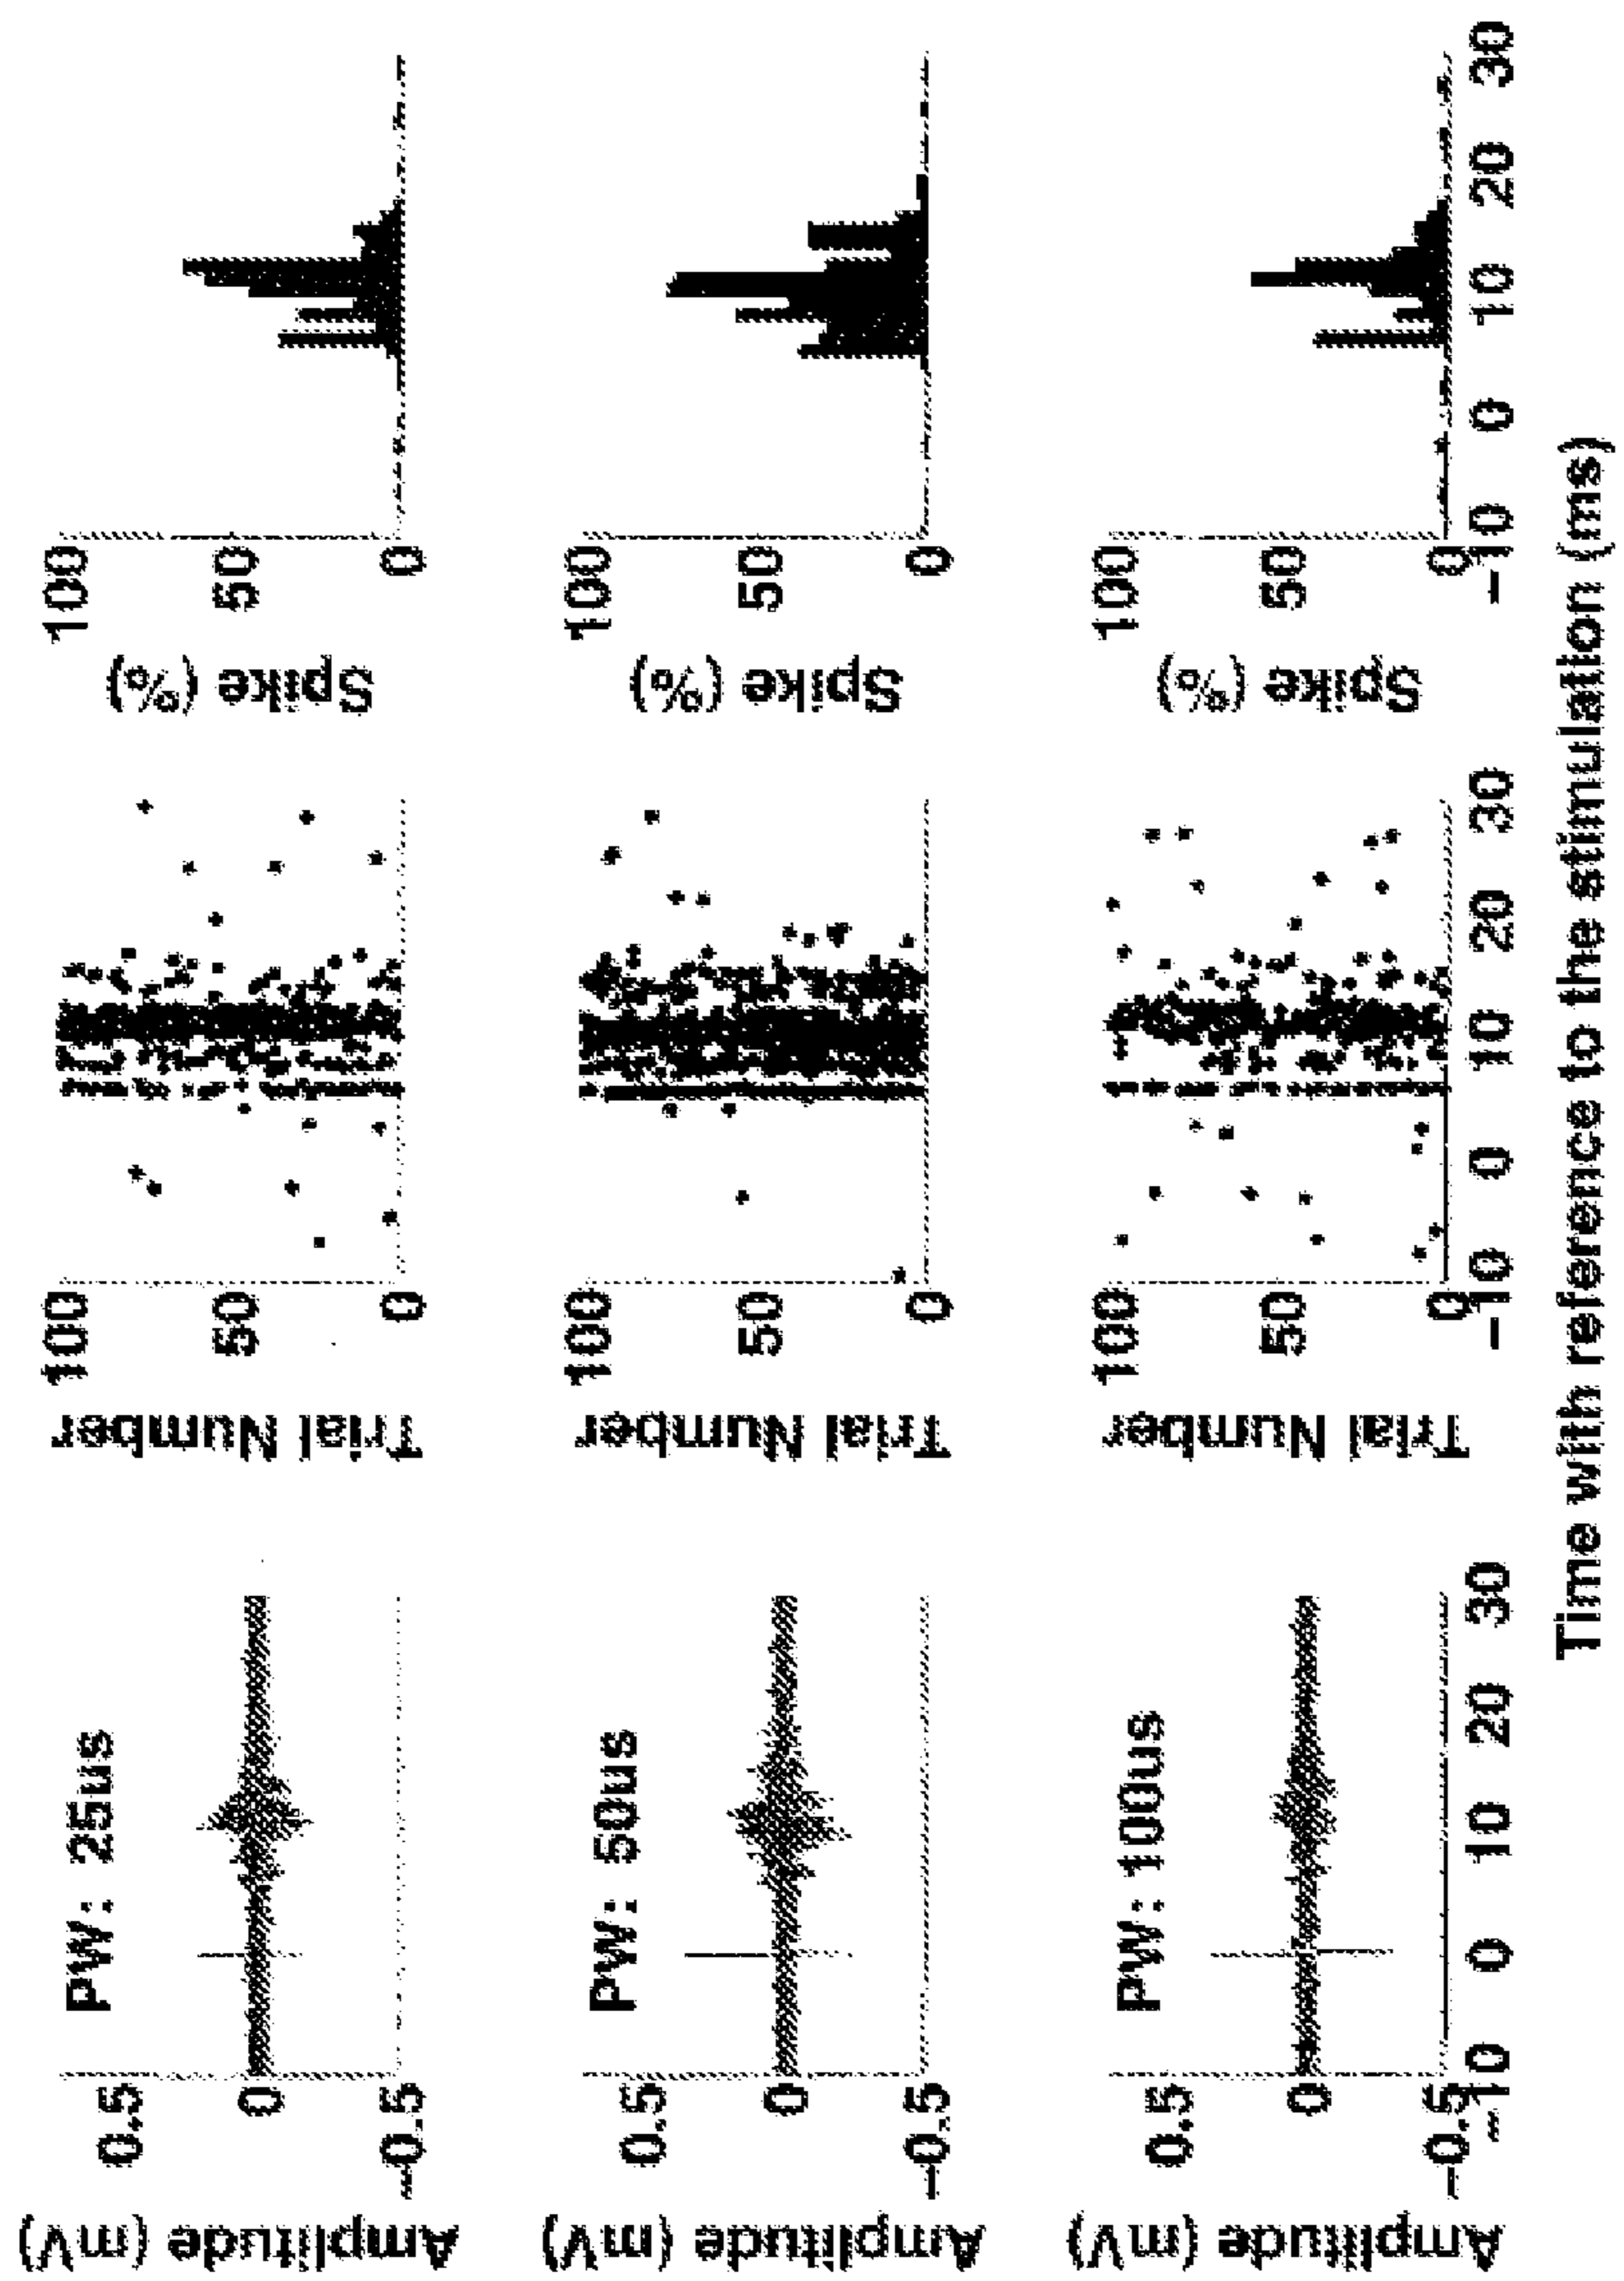 PW: 25us
Amplitude (mV)
0.5
0
−0.5
Trial Number
100
50
0
Spike (%)
100
50
0
PW: 50us
Amplitude (mV)
0.5
0
−0.5
Trial Number
100
50
0
Spike (%)
100
50
0
PW: 100us
Amplitude (mV)
0.5
0
−0.5
−10 0 10 20 30
Trial Number
100
50
0
−10 0 10 20 30
Spike (%)
100
50
0
−10 0 10 20 30
Time with reference to the stimulation (ms)